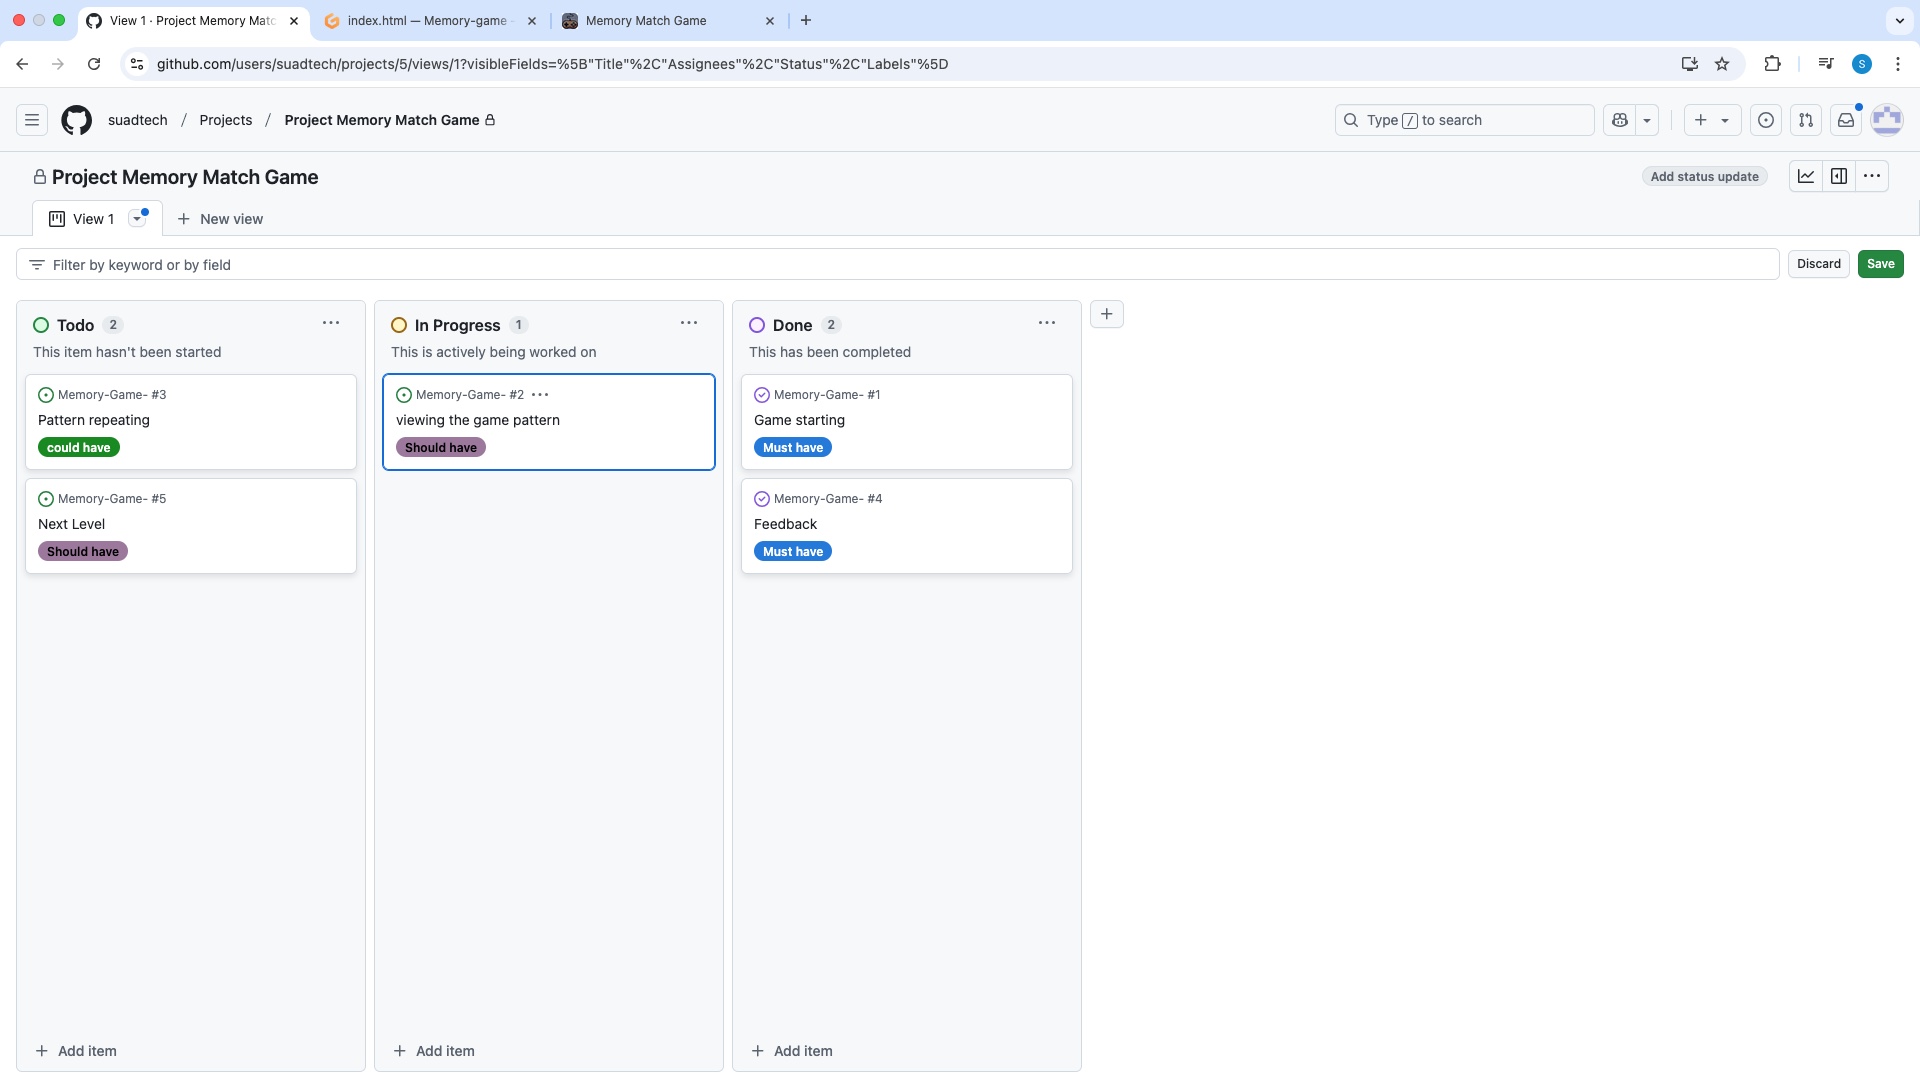 View 1 · Project Memory Matc
index.html — Memory-game
Memory Match Game
github.com/users/suadtech/projects/5/views/1?visibleFields=%5B"Title"%2C"Assignees"%2C"Status"%2C"Labels"%5D
S
suadtech / Projects / Project Memory Match Game
Type / to search
Project Memory Match Game
Add status update
View 1
New view
Filter by keyword or by field
Discard
Save
Todo 2
This item hasn't been started
Memory-Game- #3
Pattern repeating
could have
Memory-Game- #5
Next Level
Should have
Add item
In Progress 1
This is actively being worked on
Memory-Game- #2
viewing the game pattern
Should have
Add item
Done 2
This has been completed
Memory-Game- #1
Game starting
Must have
Memory-Game- #4
Feedback
Must have
Add item